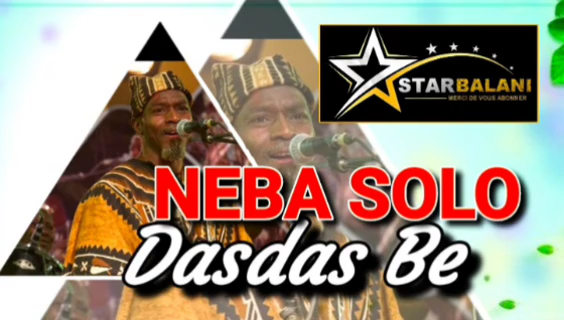 STARBALANI
MERCI DE VOUS ABONNER
NEBA SOLO
Dasdas Be